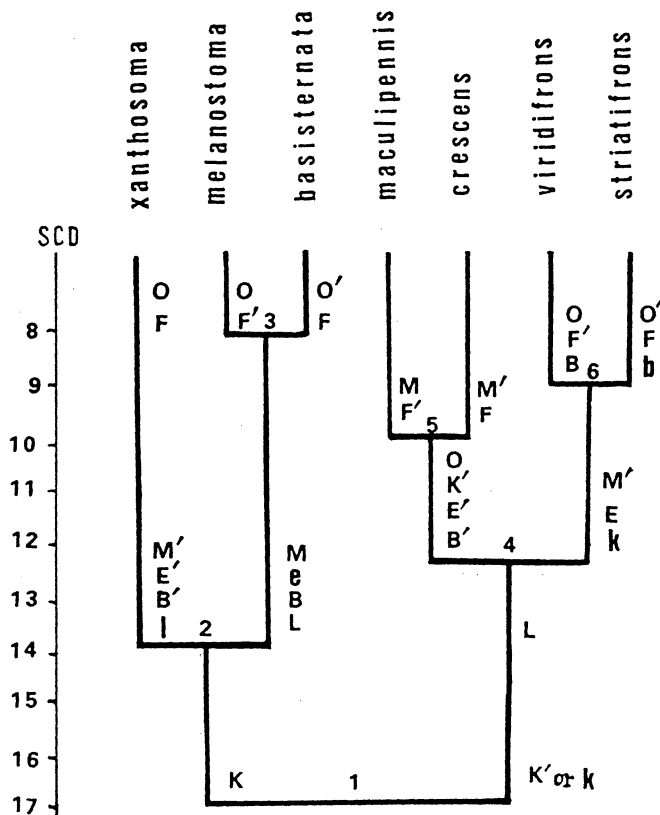 xanthosoma
melanostoma
basisternata
maculipennis
crescens
viridifrons
striatifrons
SCD
8
9
10
11
12
13
14
15
16
17
O
F
O
F′
3
O′
F
M
F′
5
M′
F
O
F′
B
6
O′
F
b
O
K′
E′
B′
4
M′
E
k
M′
E′
B′
l
2
M
e
B
L
L
K
1
K′ or k